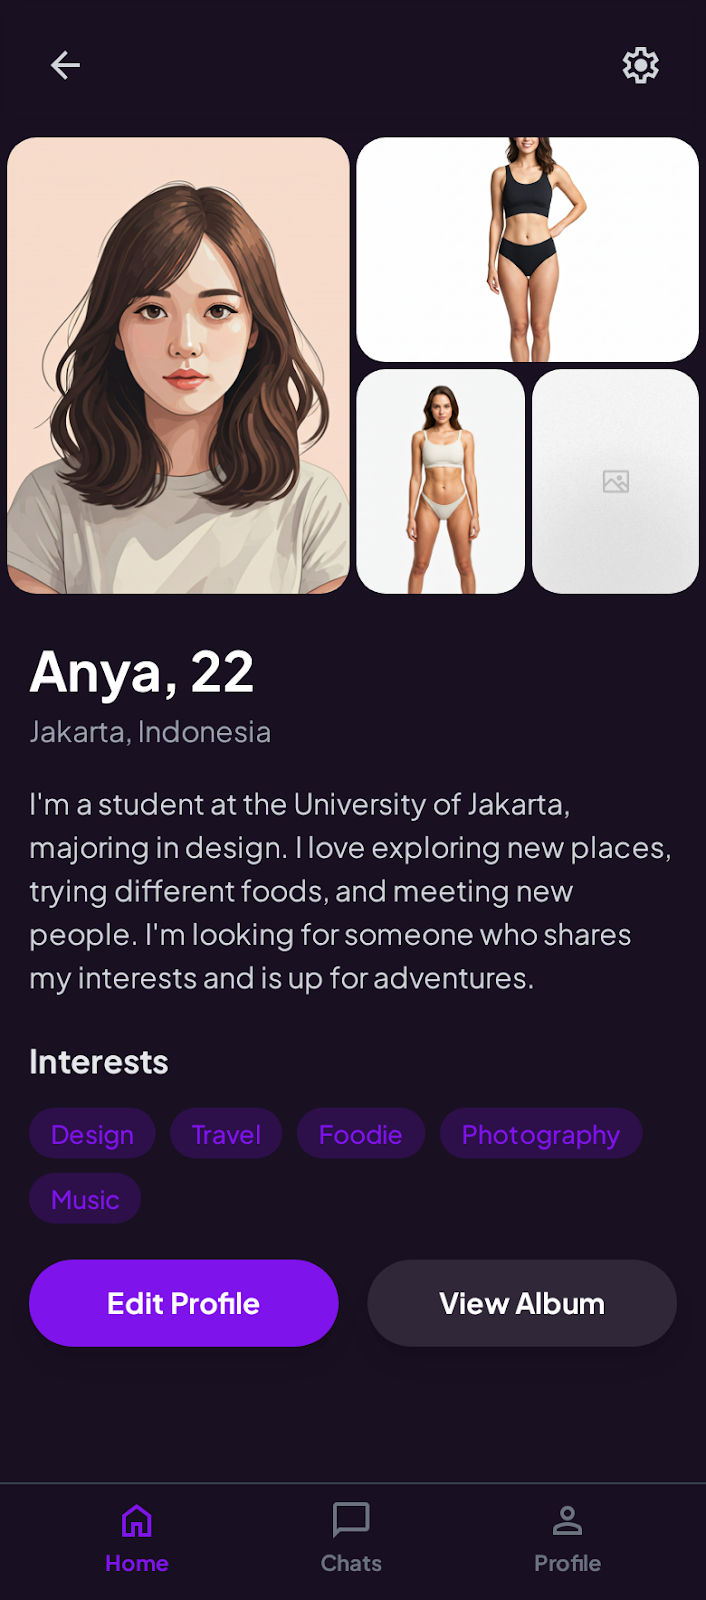 Anya, 22
Jakarta, Indonesia
I'm a student at the University of Jakarta,
majoring in design. I love exploring new places,
trying different foods, and meeting new
people. I'm looking for someone who shares
my interests and is up for adventures.
Interests
Design Travel Foodie Photography
Music
Edit Profile View Album
Home Chats Profile